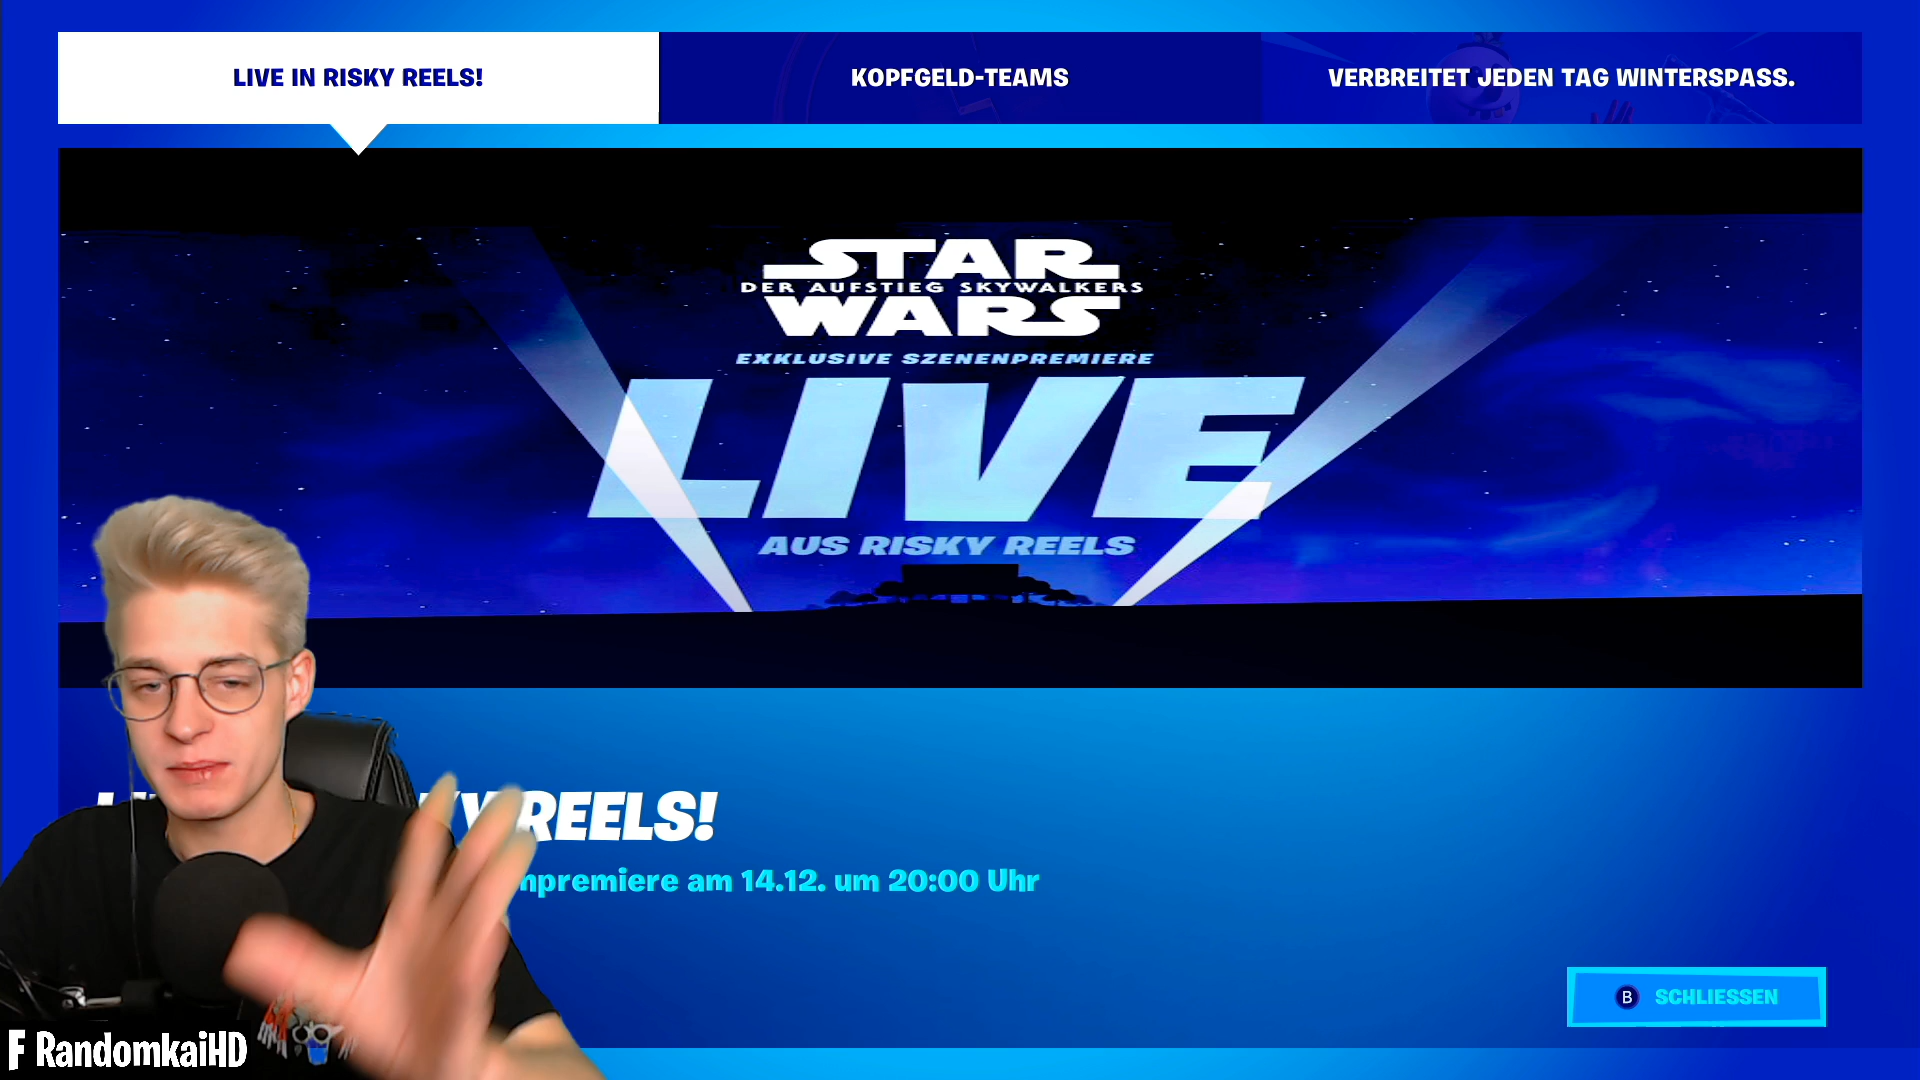 LIVE IN RISKY REELS!
KOPFGELD-TEAMS
VERBREITET JEDEN TAG WINTERSPASS.
STAR
DER AUFSTIEG SKYWALKERS
WARS
EXKLUSIVE SZENENPREMIERE
LIVE
AUS RISKY REELS
REELS!
am 14.12. um 20:00 Uhr
B SCHLIESSEN
F RandomkaiHD